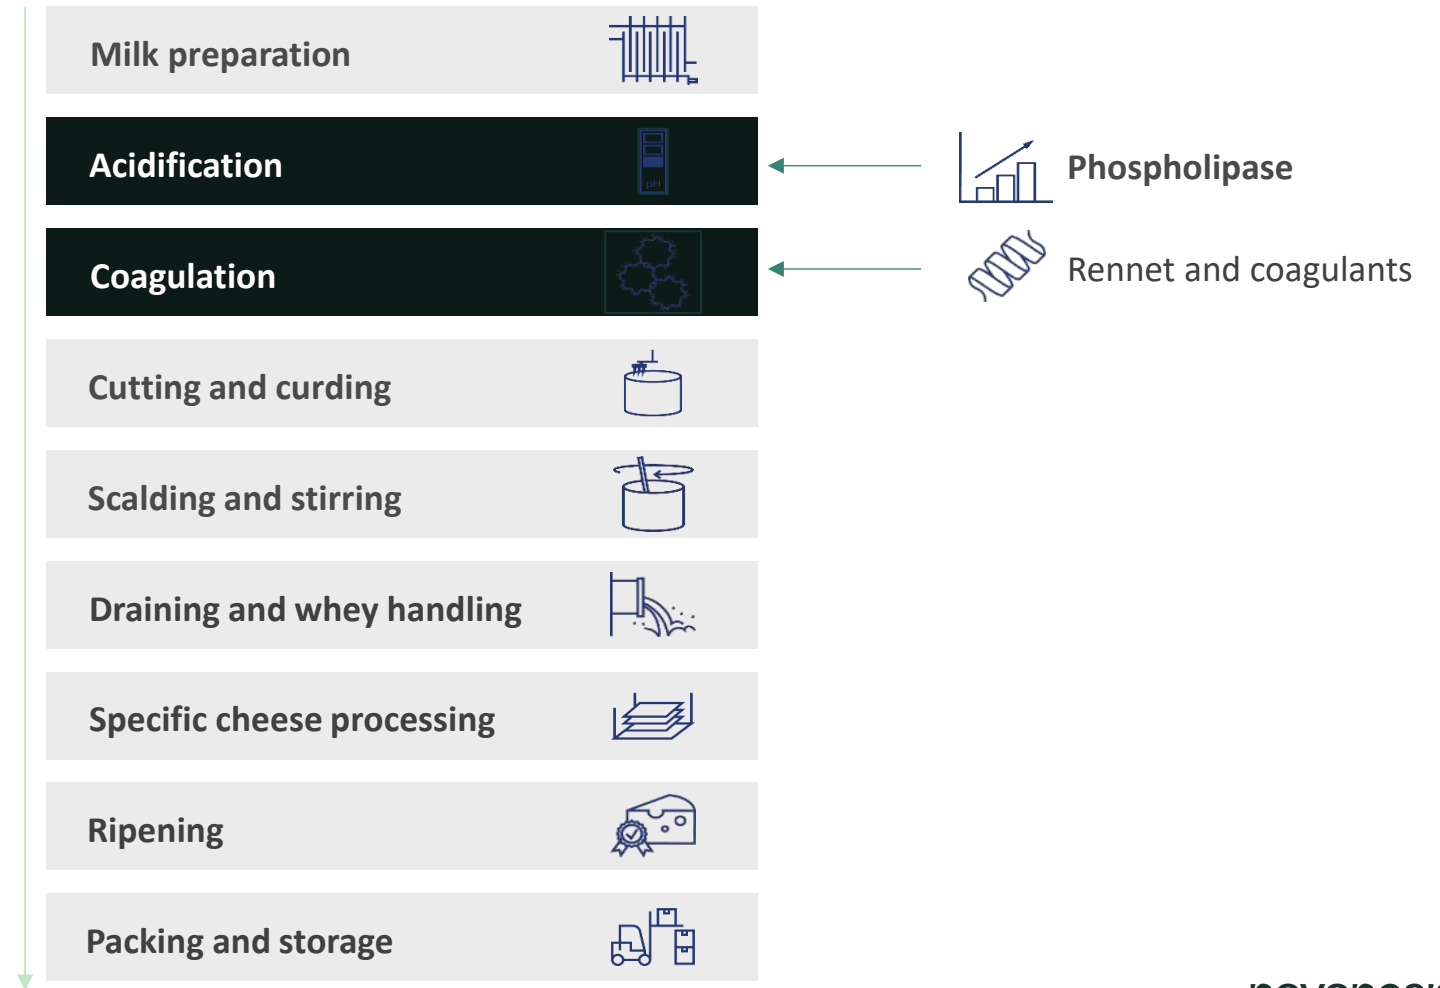 Milk preparation
Acidification
pH
Phospholipase
Coagulation
Rennet and coagulants
Cutting and curding
Scalding and stirring
Draining and whey handling
Specific cheese processing
Ripening
Packing and storage